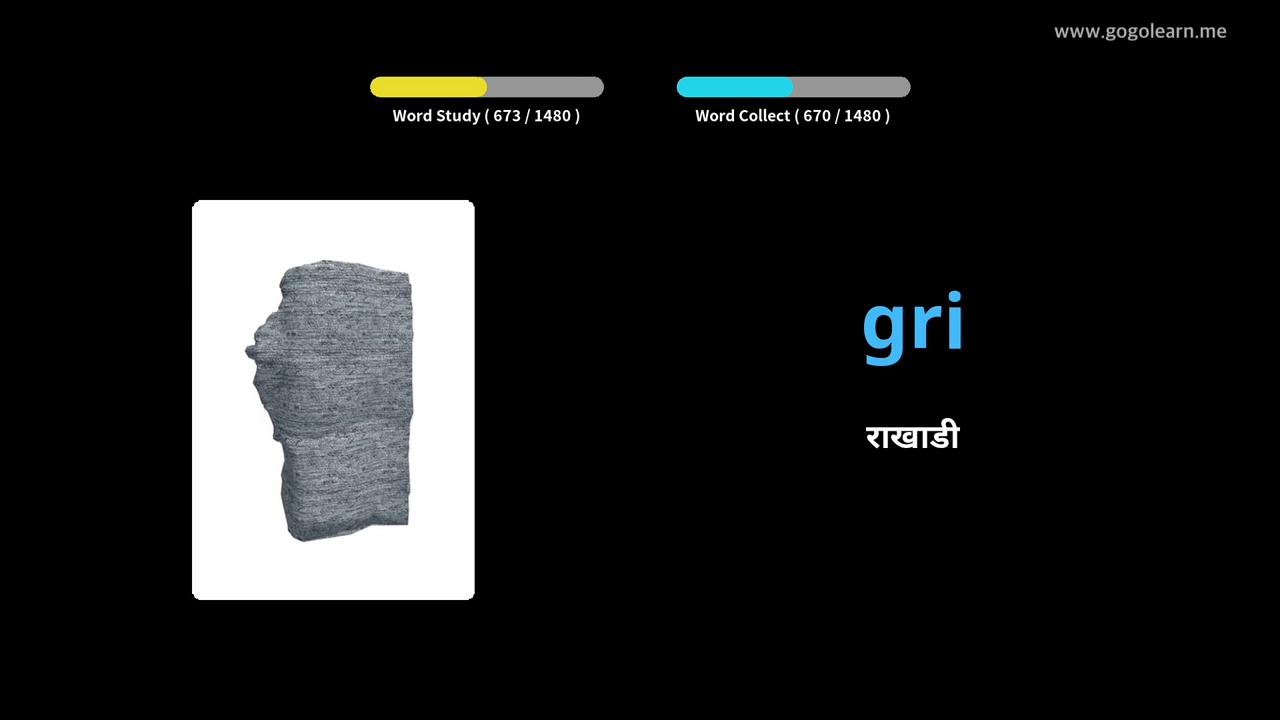 www.gogolearn.me
Word Study ( 673 / 1480 )
Word Collect ( 670 / 1480 )
gri
राखाडी